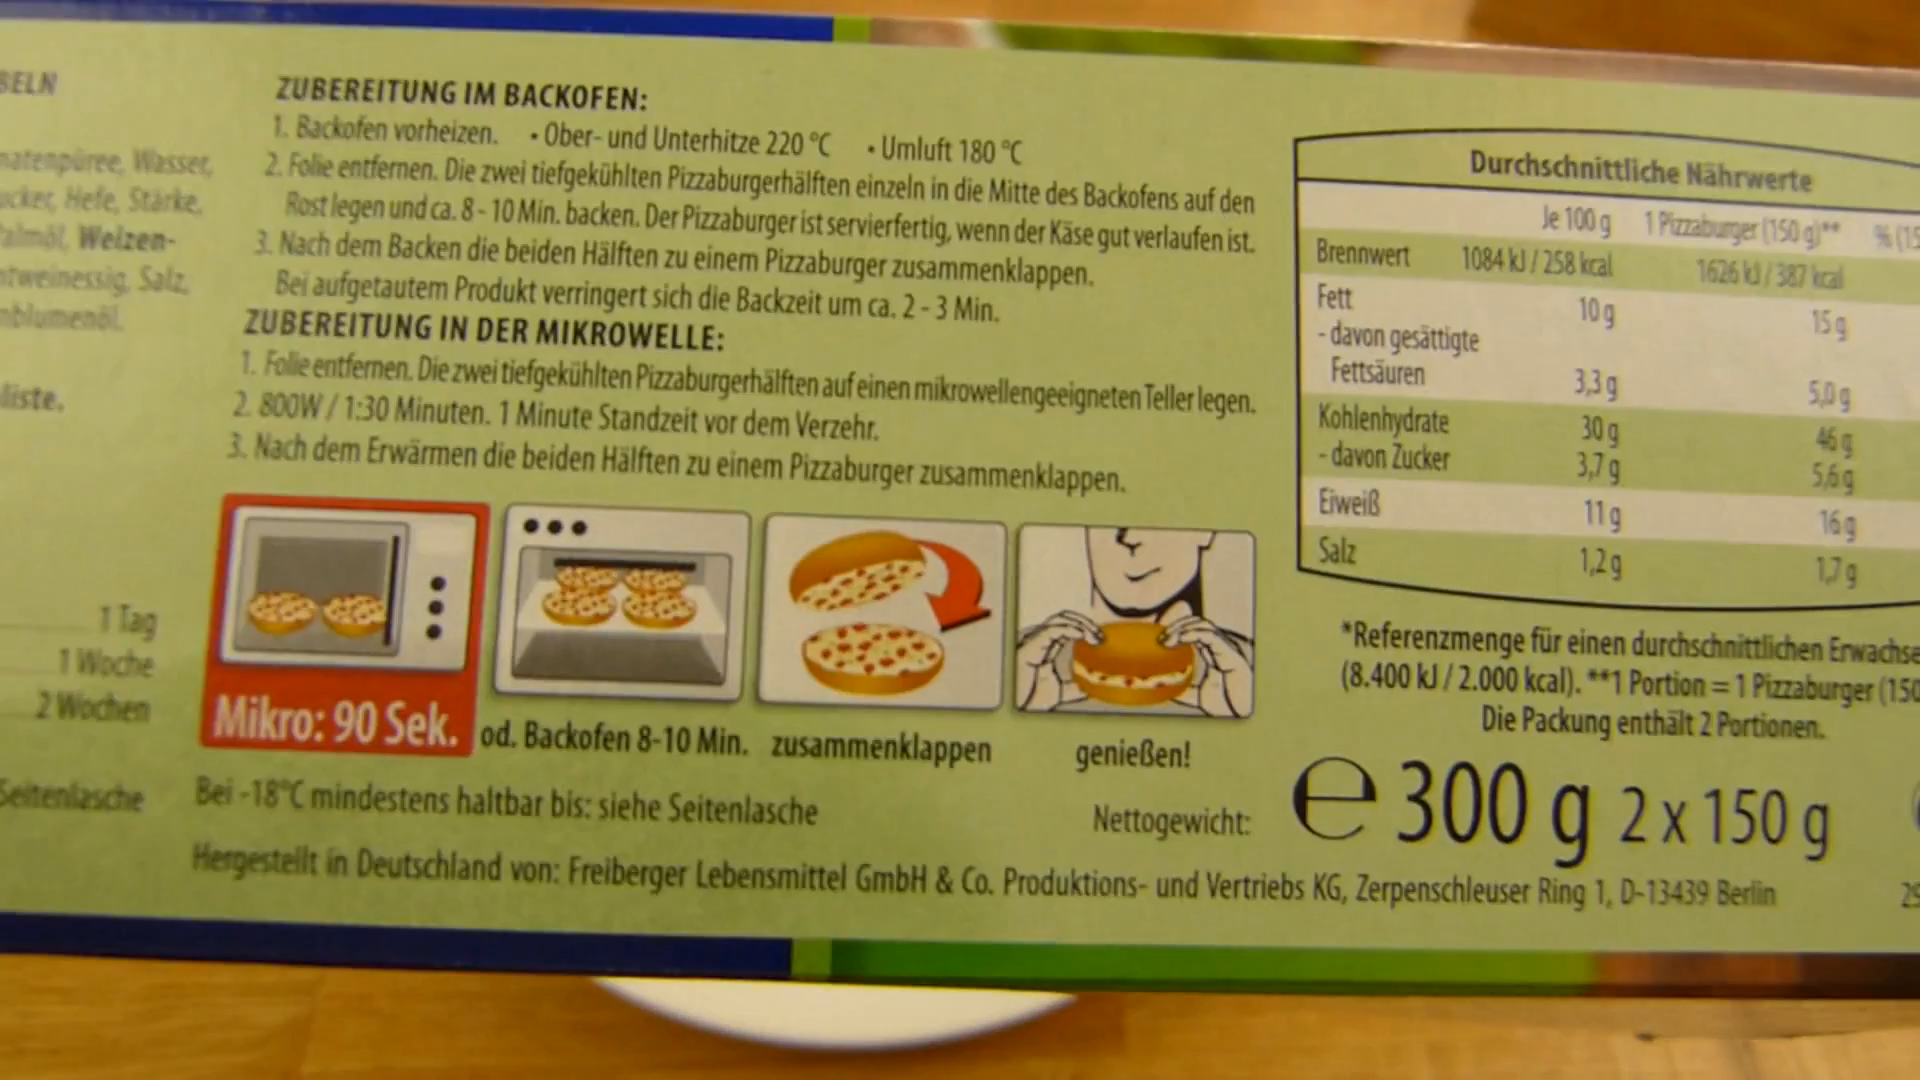 BELN
matenpüree, Wasser,
ucker, Hefe, Stärke,
Palmöl, Weizen-
ntweinessig, Salz,
nblumenöl.
liste.
1 Tag
1 Woche
2 Wochen
Seitenlasche
ZUBEREITUNG IM BACKOFEN:
1. Backofen vorheizen. • Ober- und Unterhitze 220 °C • Umluft 180 °C
2. Folie entfernen. Die zwei tiefgekühlten Pizzaburgerhälften einzeln in die Mitte des Backofens auf den
Rost legen und ca. 8 - 10 Min. backen. Der Pizzaburger ist servierfertig, wenn der Käse gut verlaufen ist.
3. Nach dem Backen die beiden Hälften zu einem Pizzaburger zusammenklappen.
Bei aufgetautem Produkt verringert sich die Backzeit um ca. 2 - 3 Min.
ZUBEREITUNG IN DER MIKROWELLE:
1. Folie entfernen. Die zwei tiefgekühlten Pizzaburgerhälften auf einen mikrowellengeeigneten Teller legen.
2. 800W / 1:30 Minuten. 1 Minute Standzeit vor dem Verzehr.
3. Nach dem Erwärmen die beiden Hälften zu einem Pizzaburger zusammenklappen.
Mikro: 90 Sek. od. Backofen 8-10 Min. zusammenklappen genießen!
Bei -18°C mindestens haltbar bis: siehe Seitenlasche
Nettogewicht: e 300 g 2 x 150 g
Hergestellt in Deutschland von: Freiberger Lebensmittel GmbH & Co. Produktions- und Vertriebs KG, Zerpenschleuser Ring 1, D-13439 Berlin
Durchschnittliche Nährwerte
Je 100 g 1 Pizzaburger (150 g)** % (15
Brennwert 1084 kJ / 258 kcal 1626 kJ / 387 kcal
Fett 10 g 15 g
- davon gesättigte
Fettsäuren 3,3 g 5,0 g
Kohlenhydrate 30 g 46 g
- davon Zucker 3,7 g 5,6 g
Eiweiß 11 g 16 g
Salz 1,2 g 1,7 g
*Referenzmenge für einen durchschnittlichen Erwachse
(8.400 kJ / 2.000 kcal). **1 Portion = 1 Pizzaburger (150
Die Packung enthält 2 Portionen.